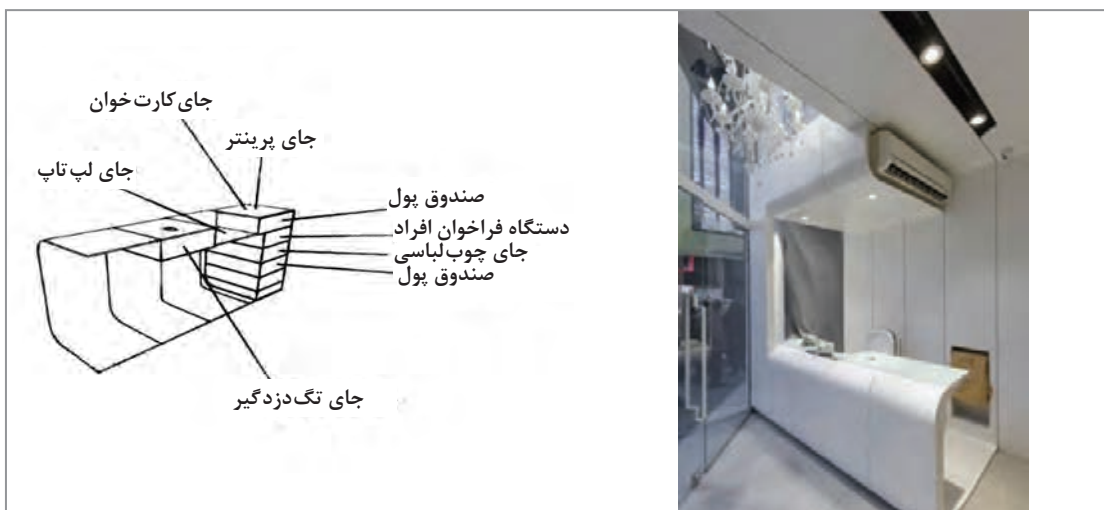 جای کارت‌خوان
جای پرینتر
جای لپ‌تاپ
صندوق پول
دستگاه فراخوان افراد
جای چوب‌لباسی
صندوق پول
جای تگ‌دزدگیر